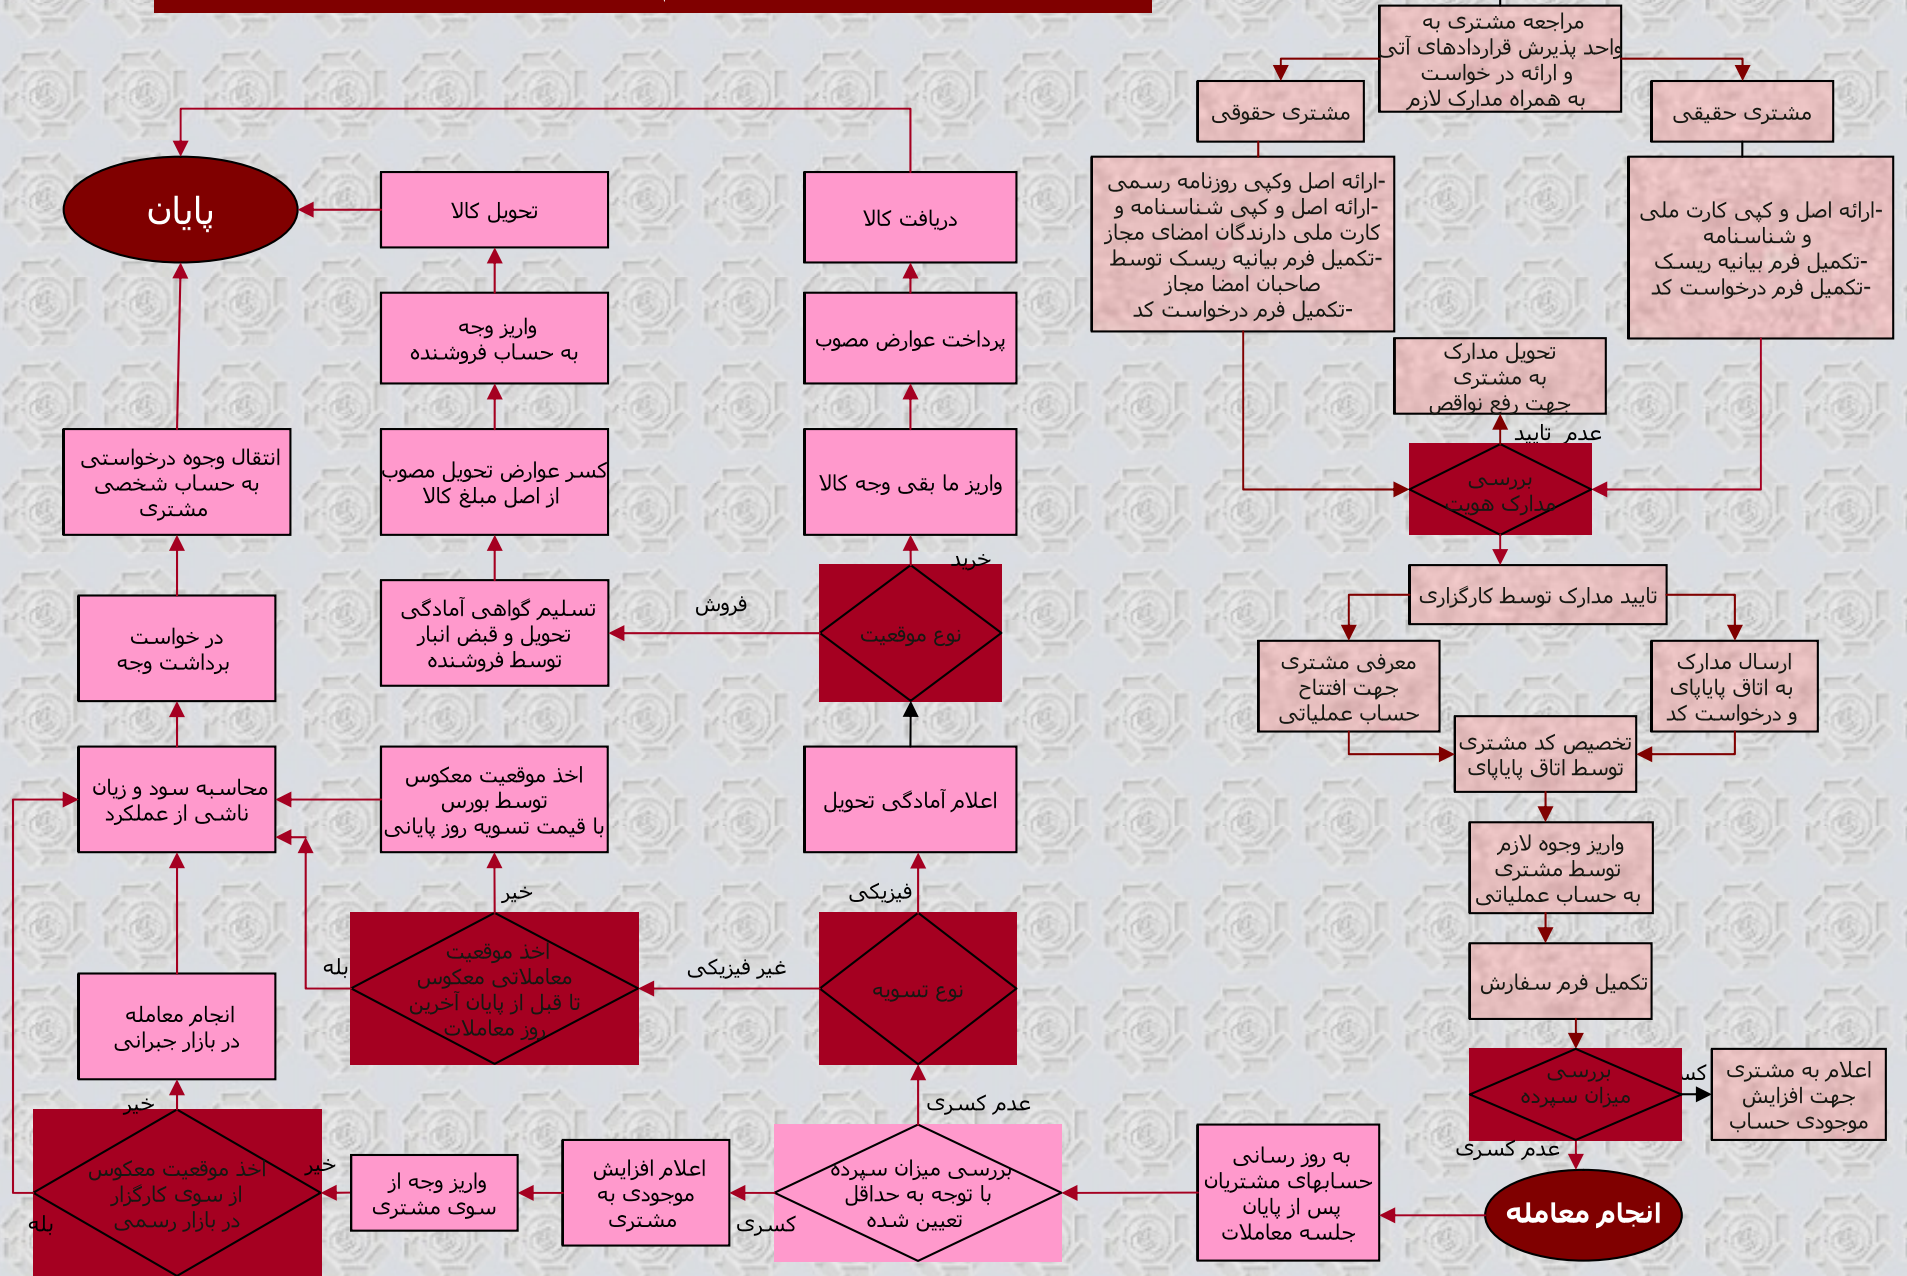 مراجعه مشتری به
واحد پذیرش قراردادهای آتی
و ارائه در خواست
به همراه مدارک لازم
مشتری حقیقی
مشتری حقوقی
-ارائه اصل و کپی کارت ملی
و شناسنامه
-تکمیل فرم بیانیه ریسک
-تکمیل فرم درخواست کد
-ارائه اصل وکپی روزنامه رسمی
-ارائه اصل و کپی شناسنامه و
کارت ملی دارندگان امضای مجاز
-تکمیل فرم بیانیه ریسک توسط
صاحبان امضا مجاز
-تکمیل فرم درخواست کد
تحویل مدارک
به مشتری
جهت رفع نواقص
عدم تایید
بررسی
مدارک هویت
تایید مدارک توسط کارگزاری
ارسال مدارک
به اتاق پایاپای
و درخواست کد
معرفی مشتری
جهت افتتاح
حساب عملیاتی
تخصیص کد مشتری
توسط اتاق پایاپای
واریز وجوه لازم
توسط مشتری
به حساب عملیاتی
تکمیل فرم سفارش
بررسی
میزان سپرده
اعلام به مشتری
جهت افزایش
موجودی حساب
عدم کسری
انجام معامله
به روز رسانی
حسابهای مشتریان
پس از پایان
جلسه معاملات
بررسی میزان سپرده
با توجه به حداقل
تعیین شده
عدم کسری
کسری
اعلام افزایش
موجودی به
مشتری
واریز وجه از
سوی مشتری
خیر
اخذ موقعیت معکوس
از سوی کارگزار
در بازار رسمی
بله
خیر
انجام معامله
در بازار جبرانی
نوع تسویه
فیزیکی
غیر فیزیکی
اخذ موقعیت
معاملاتی معکوس
تا قبل از پایان آخرین
روز معاملات
بله
خیر
اخذ موقعیت معکوس
توسط بورس
با قیمت تسویه روز پایانی
محاسبه سود و زیان
ناشی از عملکرد
در خواست
برداشت وجه
انتقال وجوه درخواستی
به حساب شخصی
مشتری
اعلام آمادگی تحویل
نوع موقعیت
خرید
فروش
واریز ما بقی وجه کالا
پرداخت عوارض مصوب
دریافت کالا
تسلیم گواهی آمادگی
تحویل و قبض انبار
توسط فروشنده
کسر عوارض تحویل مصوب
از اصل مبلغ کالا
واریز وجه
به حساب فروشنده
تحویل کالا
پایان